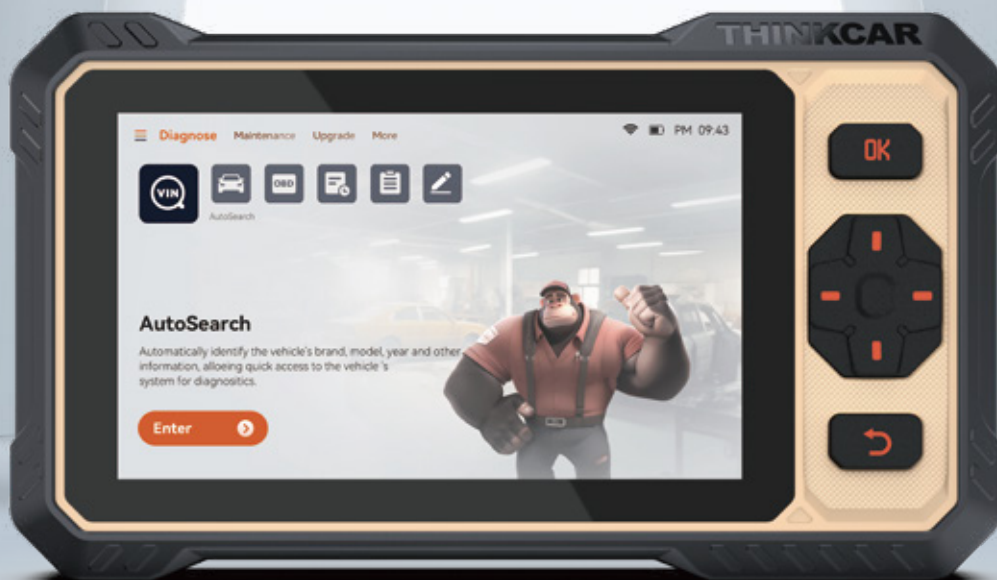 THINKCAR
Diagnose Maintenance Upgrade More
PM 09:43
VIN
OBD
AutoSearch
AutoSearch
Automatically identify the vehicle's brand, model, year and other
information, alloeing quick access to the vehicle 's
system for diagnositics.
Enter
OK